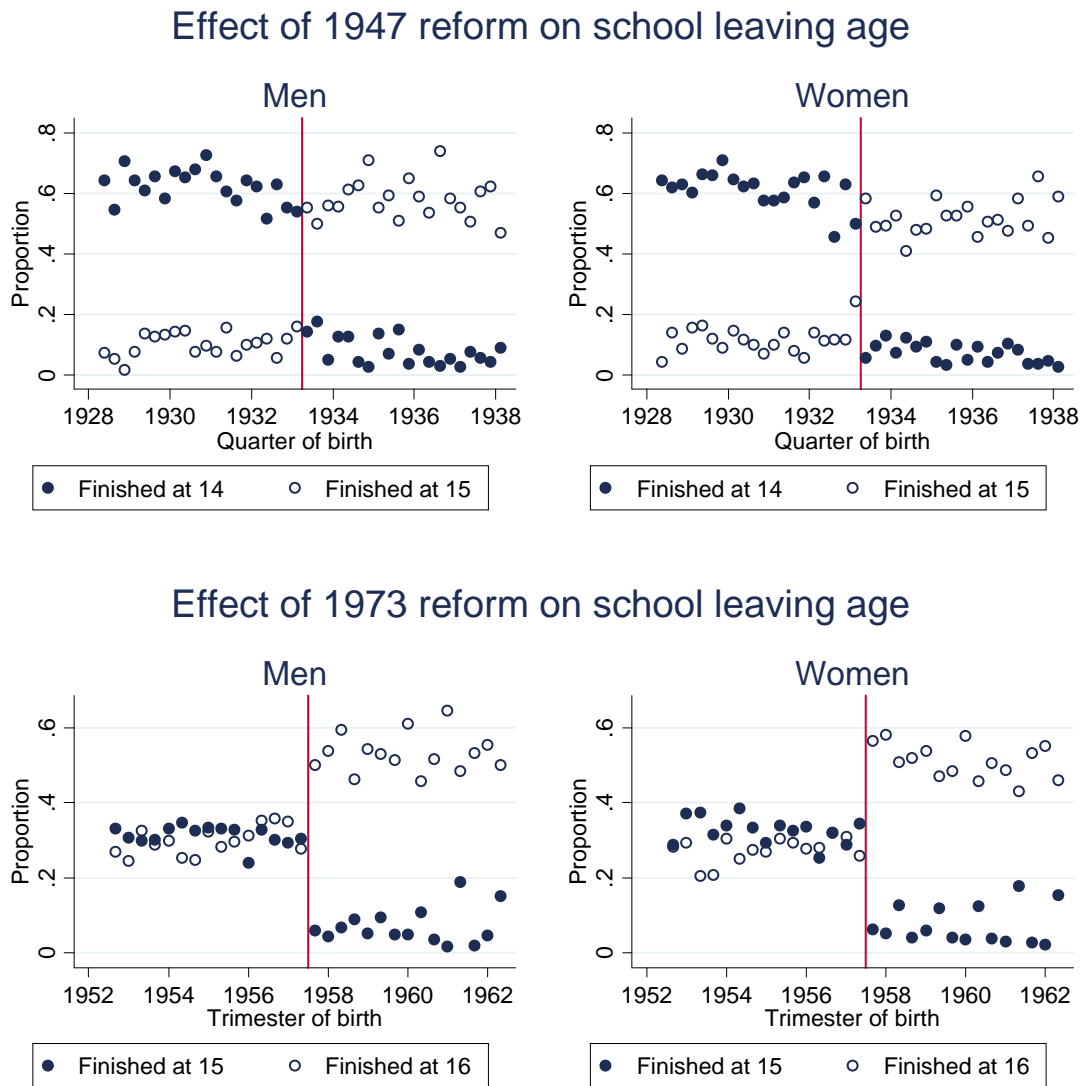 Effect of 1947 reform on school leaving age
Men
Proportion
.8
.6
.4
.2
0
1928 1930 1932 1934 1936 1938
Quarter of birth
Finished at 14 Finished at 15
Women
Proportion
.8
.6
.4
.2
0
1928 1930 1932 1934 1936 1938
Quarter of birth
Finished at 14 Finished at 15
Effect of 1973 reform on school leaving age
Men
Proportion
.6
.4
.2
0
1952 1954 1956 1958 1960 1962
Trimester of birth
Finished at 15 Finished at 16
Women
Proportion
.6
.4
.2
0
1952 1954 1956 1958 1960 1962
Trimester of birth
Finished at 15 Finished at 16